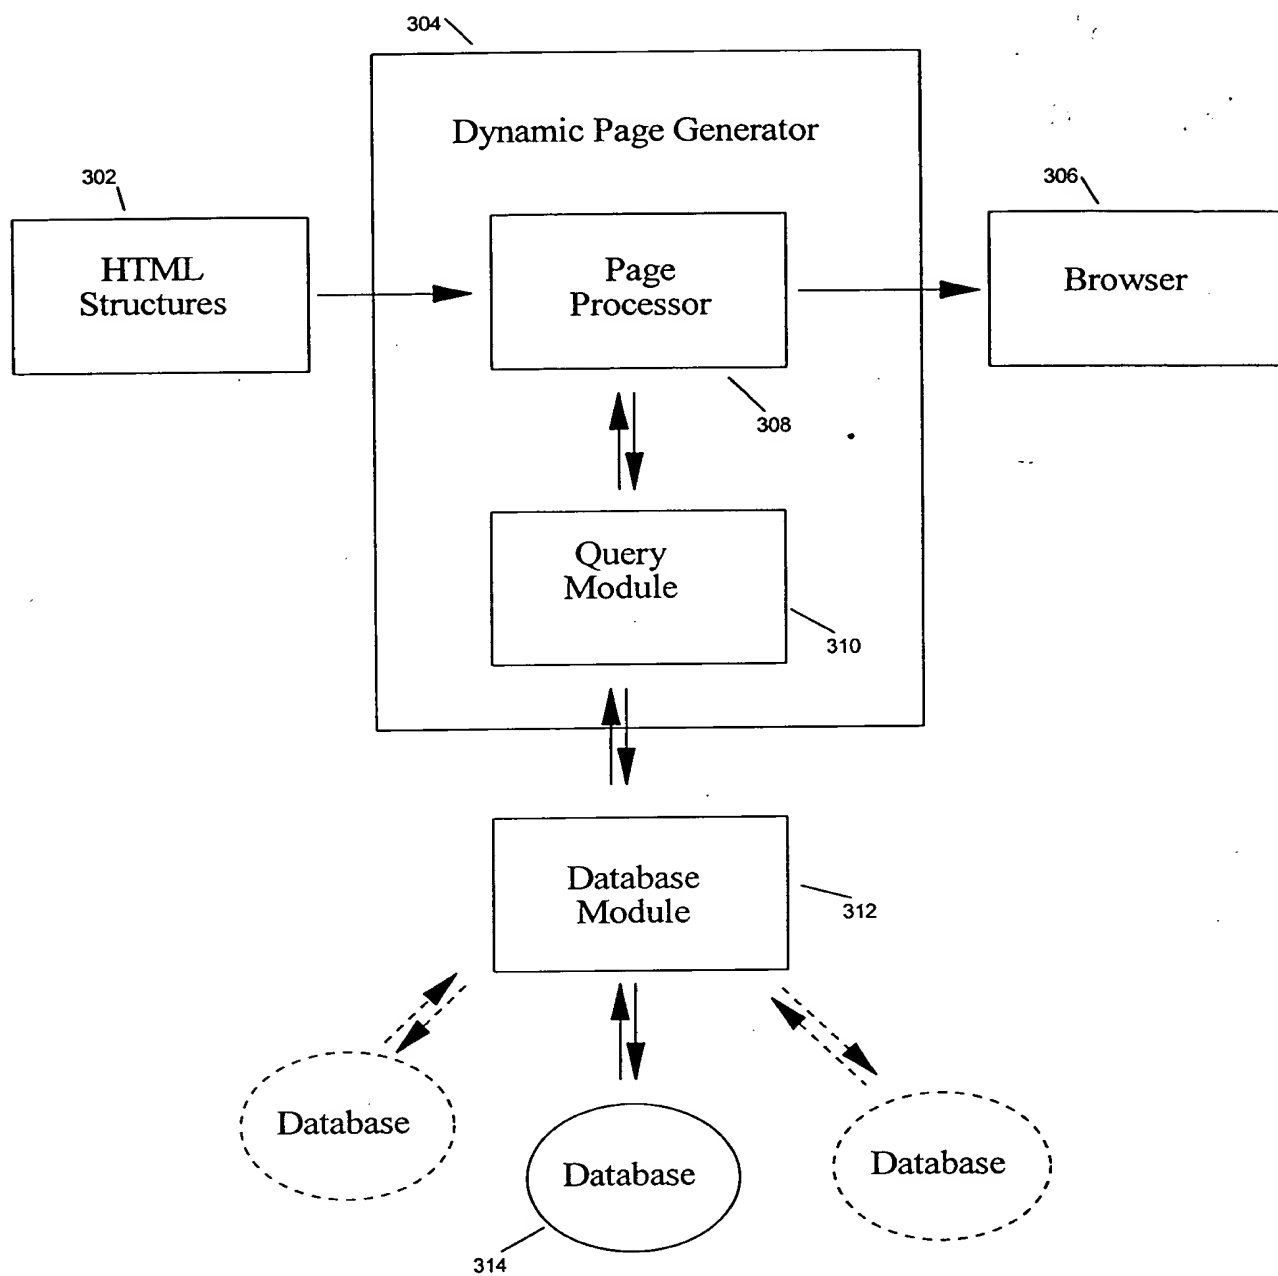 304
Dynamic Page Generator
302
306
HTML
Structures
Page
Processor
Browser
308
Query
Module
310
Database
Module
312
Database
Database
Database
314